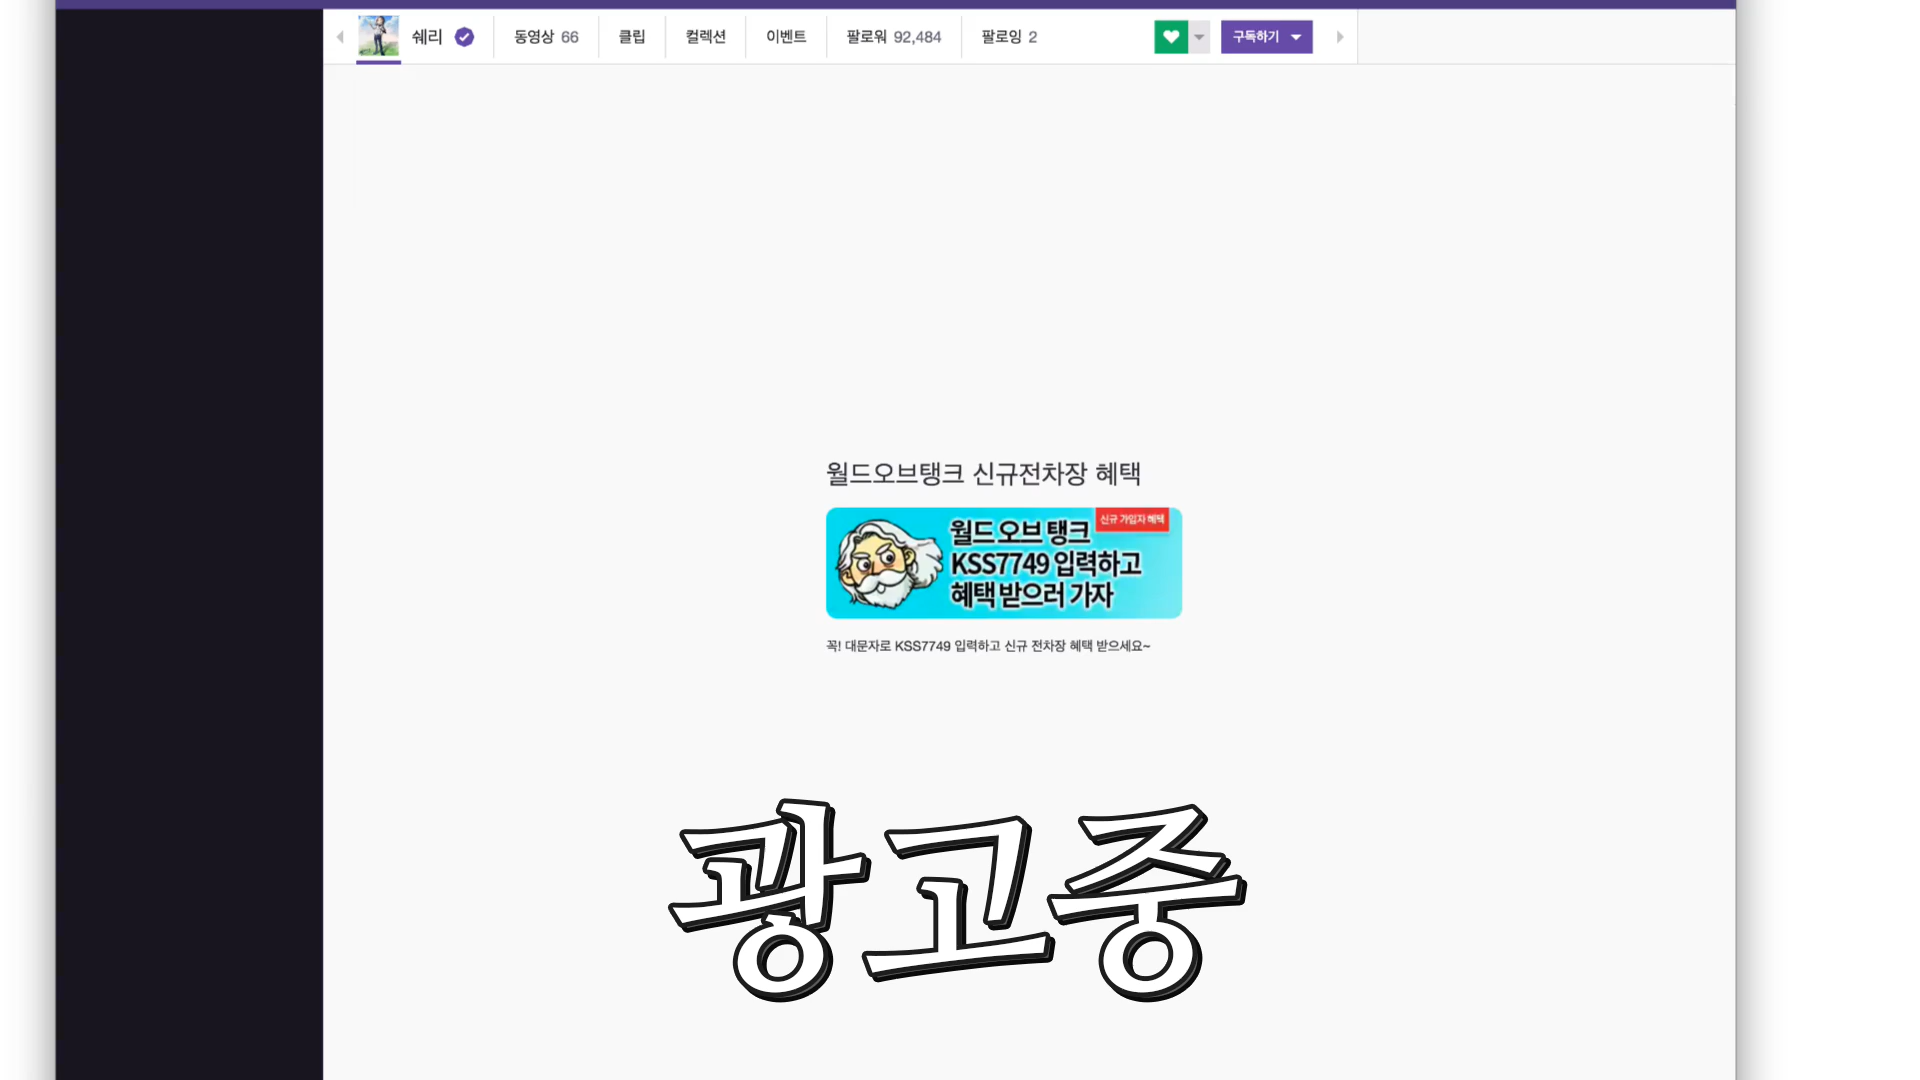 쉐리 동영상 66 클립 컬렉션 이벤트 팔로워 92,484 팔로잉 2 구독하기
월드오브탱크 신규전차장 혜택
신규 가입자 혜택
월드 오브 탱크
KSS7749 입력하고
혜택 받으러 가자
꼭! 대문자로 KSS7749 입력하고 신규 전차장 혜택 받으세요~
광고중